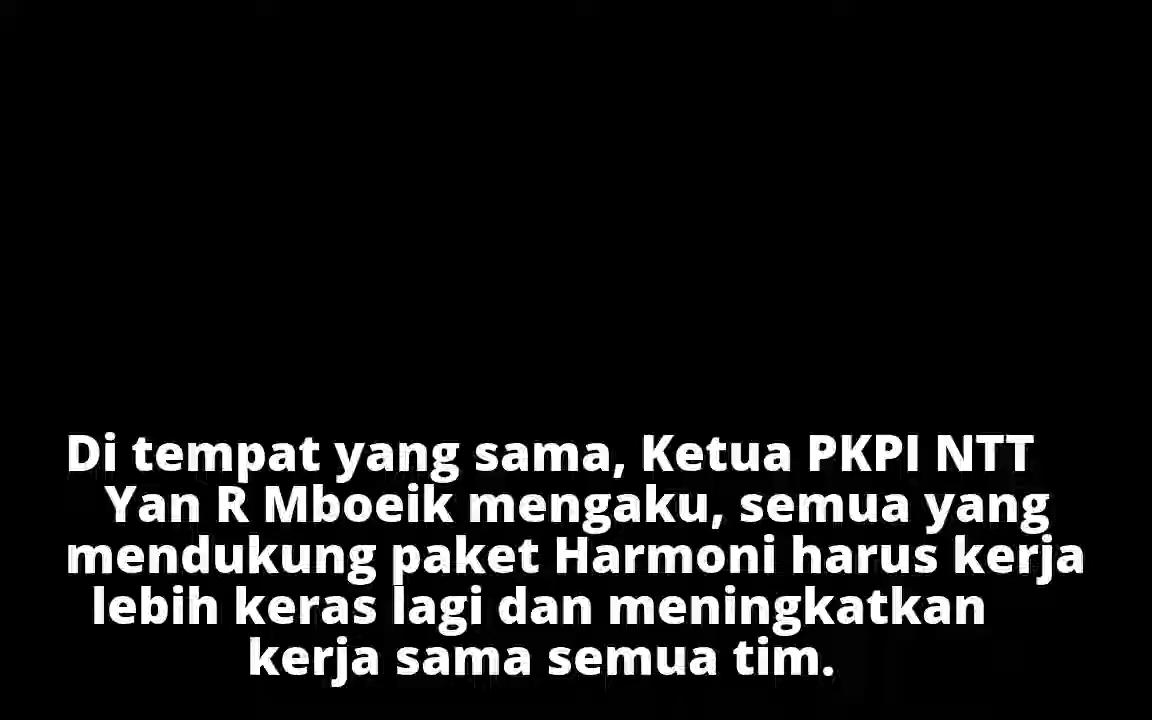 Di tempat yang sama, Ketua PKPI NTT
Yan R Mboeik mengaku, semua yang
mendukung paket Harmoni harus kerja
lebih keras lagi dan meningkatkan
kerja sama semua tim.